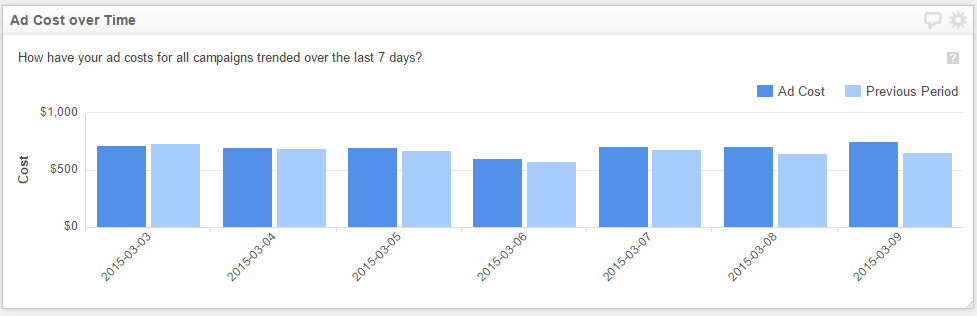 Ad Cost over Time
How have your ad costs for all campaigns trended over the last 7 days?
?
Ad Cost
Previous Period
$1,000
$500
$0
Cost
2015-03-03
2015-03-04
2015-03-05
2015-03-06
2015-03-07
2015-03-08
2015-03-09